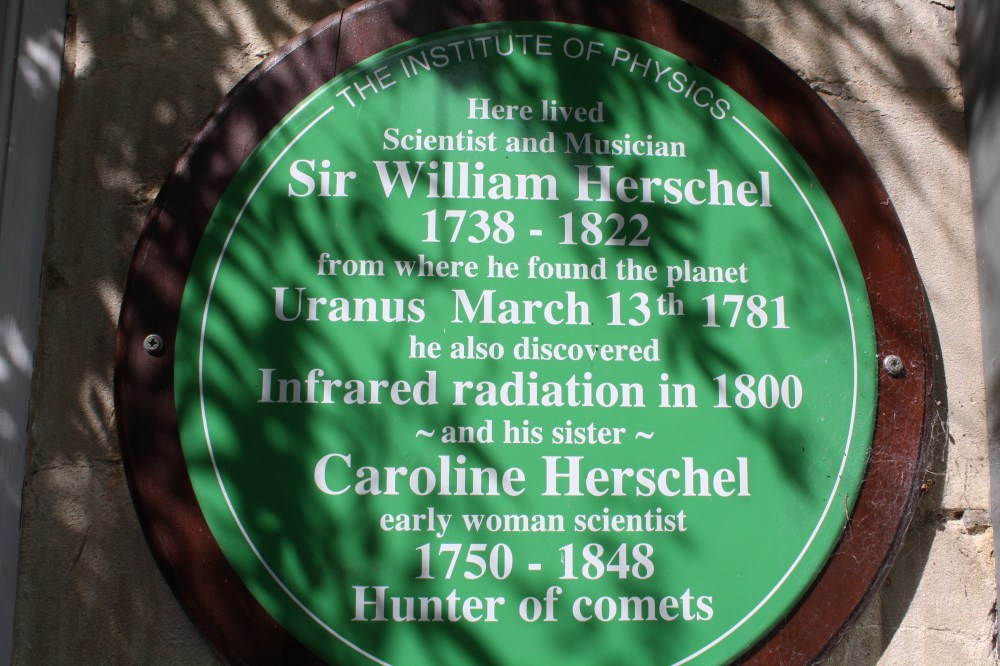 THE INSTITUTE OF PHYSICS
Here lived
Scientist and Musician
Sir William Herschel
1738 - 1822
from where he found the planet
Uranus March 13th 1781
he also discovered
Infrared radiation in 1800
~ and his sister ~
Caroline Herschel
early woman scientist
1750 - 1848
Hunter of comets